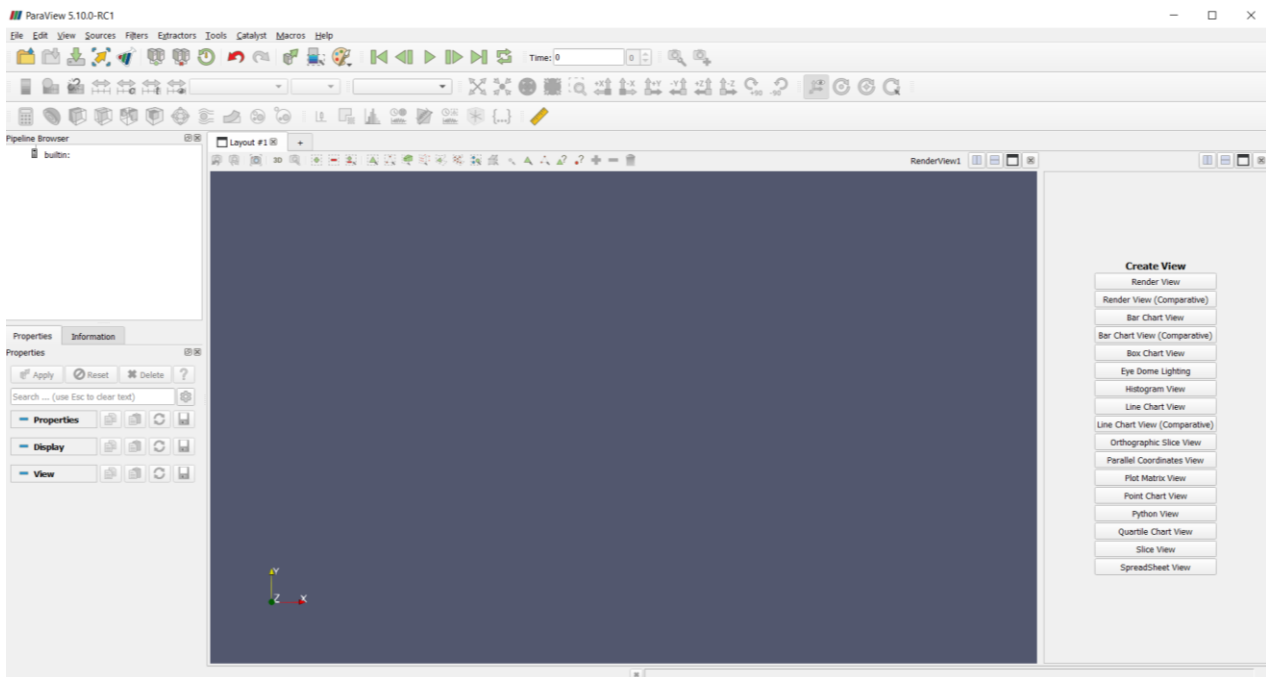 ParaView 5.10.0-RC1
File Edit View Sources Filters Extractors Tools Catalyst Macros Help
Time: 0 0
Pipeline Browser
builtin:
Layout #1 +
3D RenderView1
Properties Information
Properties
Apply Reset Delete ?
Search ... (use Esc to clear text)
Properties
Display
View
Y
Z X
Create View
Render View
Render View (Comparative)
Bar Chart View
Bar Chart View (Comparative)
Box Chart View
Eye Dome Lighting
Histogram View
Line Chart View
Line Chart View (Comparative)
Orthographic Slice View
Parallel Coordinates View
Plot Matrix View
Point Chart View
Python View
Quartile Chart View
Slice View
SpreadSheet View